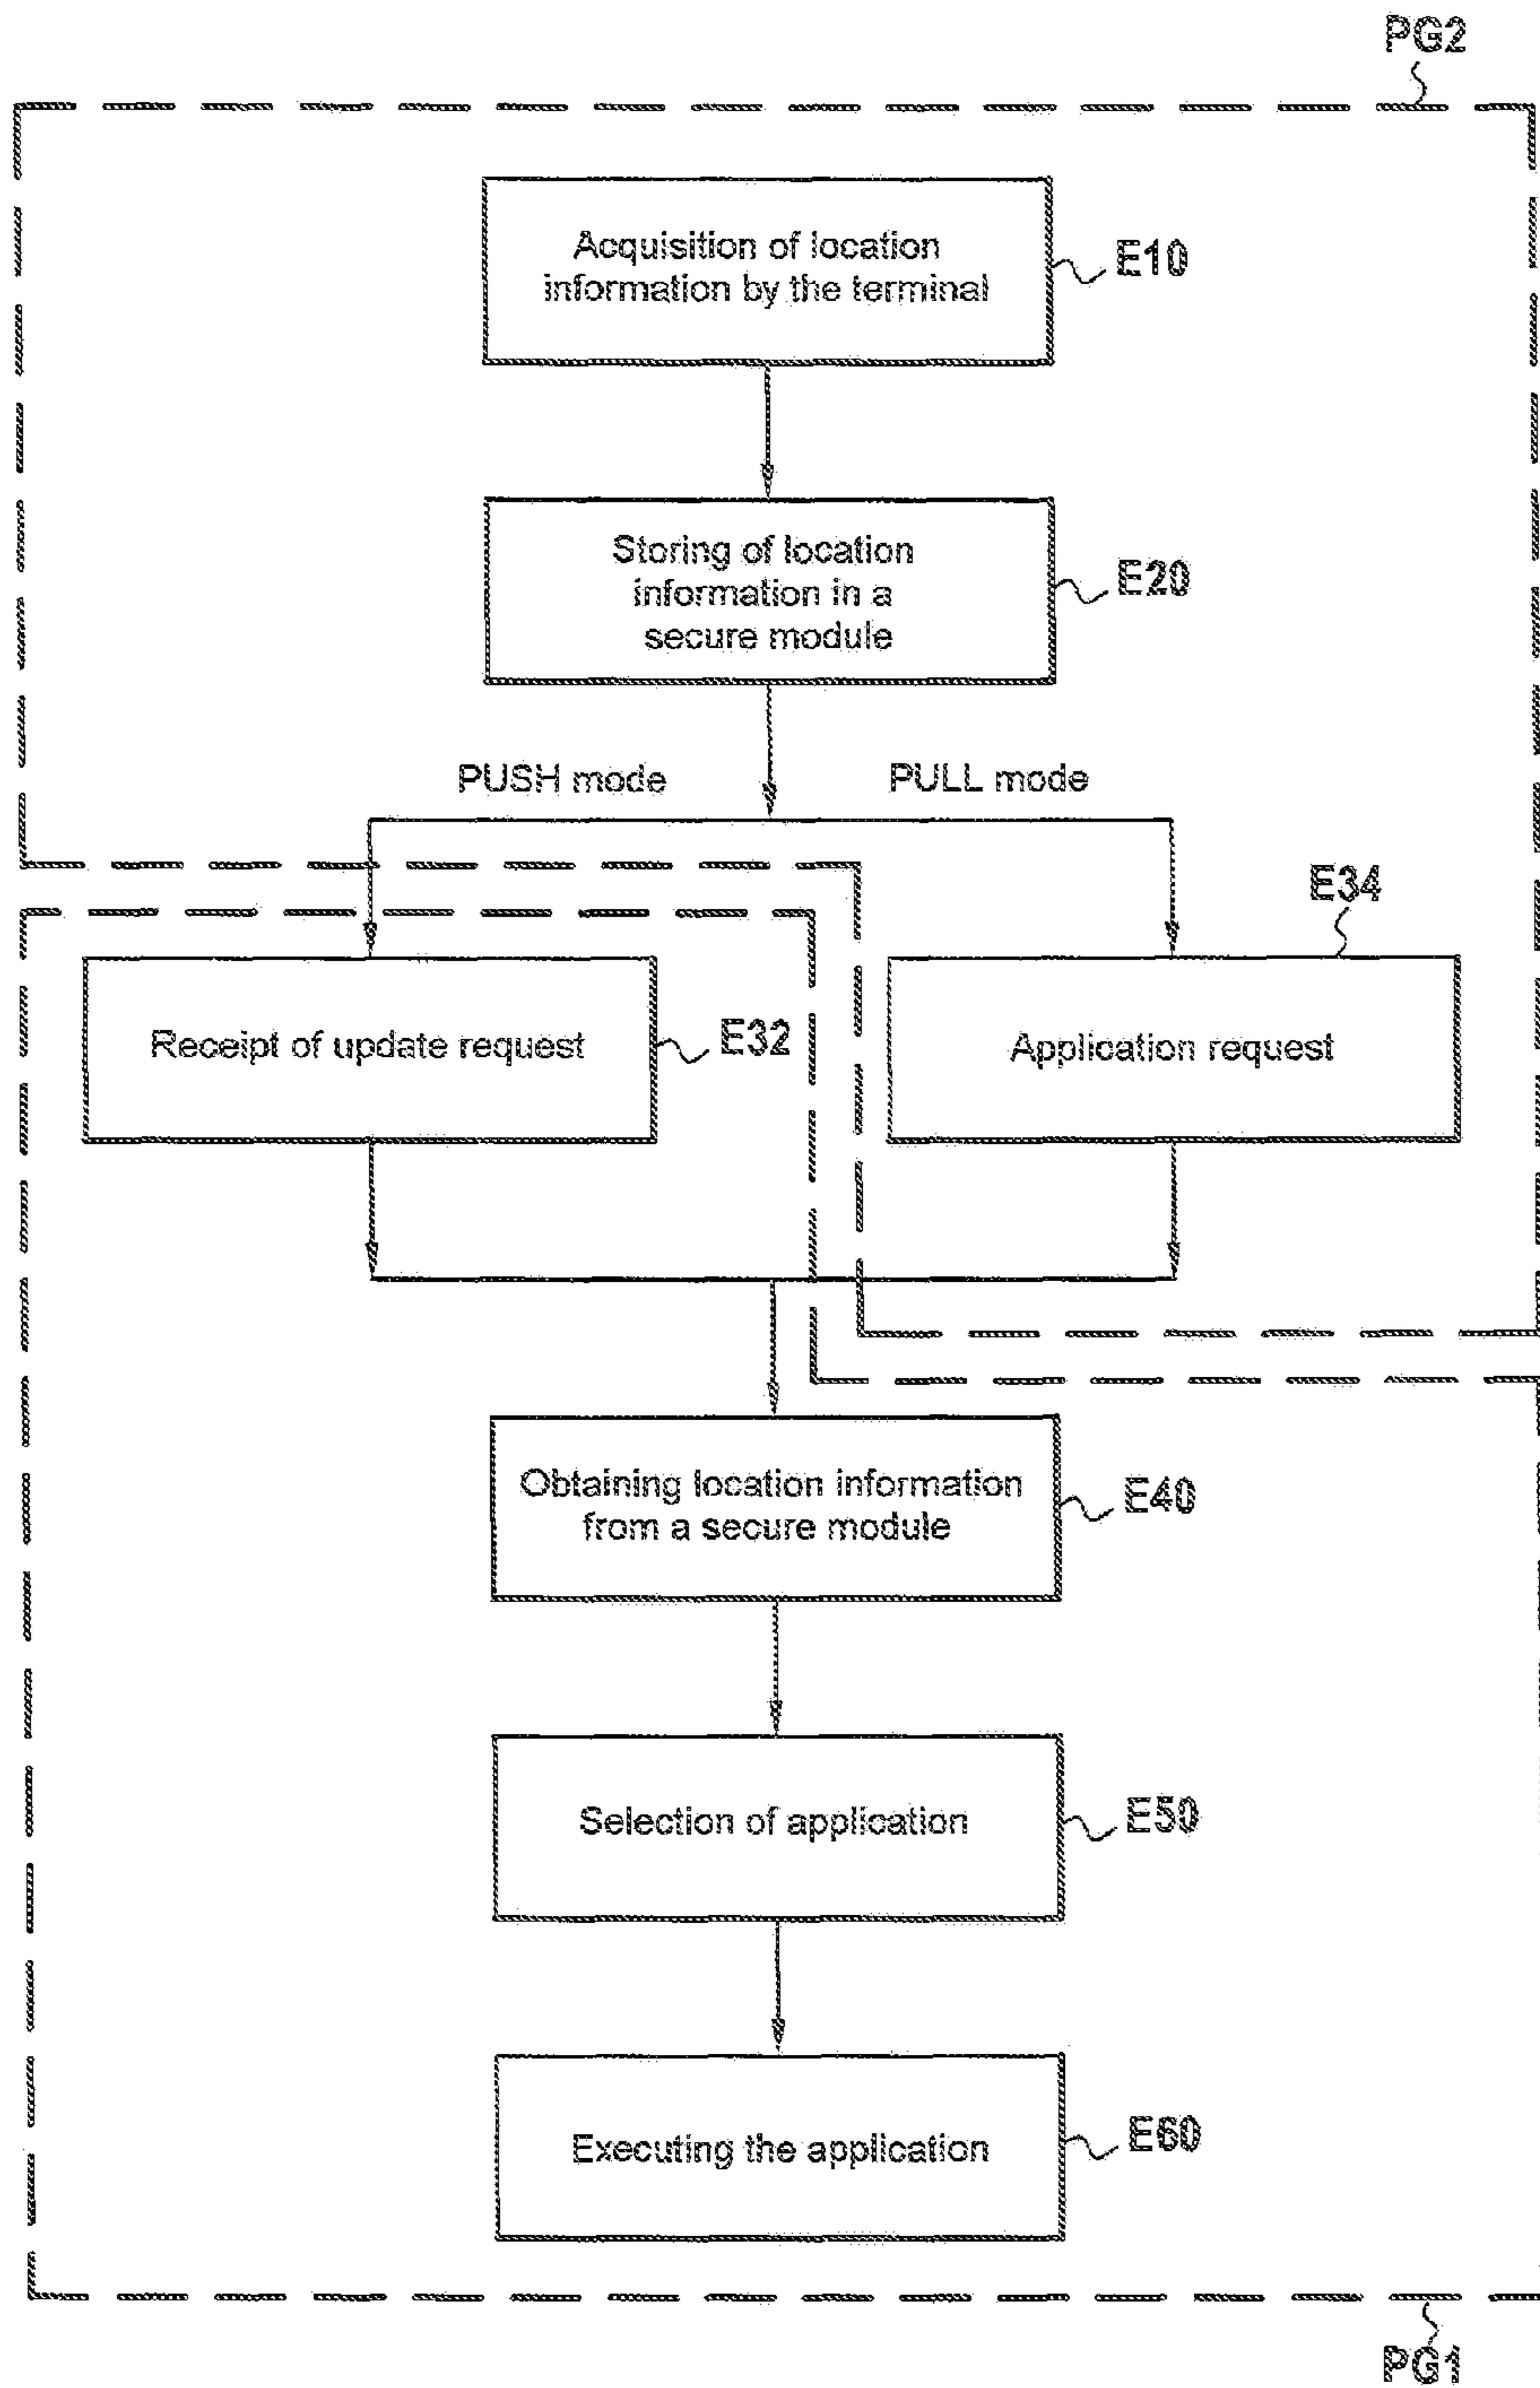 PG2
Acquisition of location
information by the terminal
E10
Storing of location
information in a
secure module
E20
PUSH mode
PULL mode
E34
Receipt of update request
E32
Application request
Obtaining location information
from a secure module
E40
Selection of application
E50
Executing the application
E60
PG1